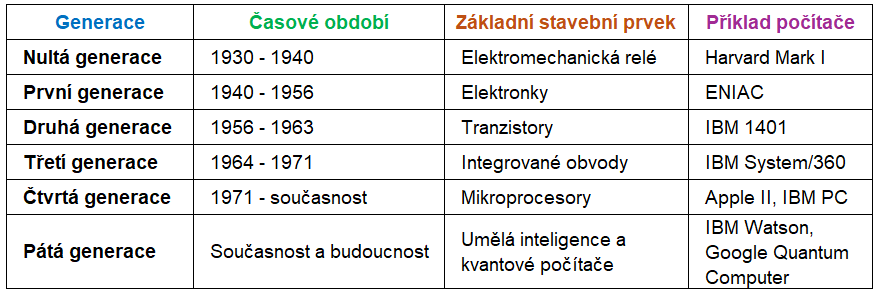 Generace Časové období Základní stavební prvek Příklad počítače
Nultá generace 1930 - 1940 Elektromechanická relé Harvard Mark I
První generace 1940 - 1956 Elektronky ENIAC
Druhá generace 1956 - 1963 Tranzistory IBM 1401
Třetí generace 1964 - 1971 Integrované obvody IBM System/360
Čtvrtá generace 1971 - současnost Mikroprocesory Apple II, IBM PC
Pátá generace Současnost a budoucnost Umělá inteligence a
kvantové počítače
IBM Watson,
Google Quantum
Computer